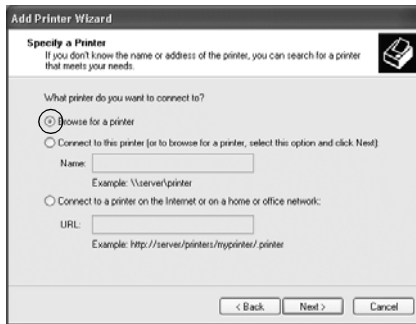 Add Printer Wizard
Specify a Printer
If you don't know the name or address of the printer, you can search for a printer
that meets your needs.
What printer do you want to connect to?
Browse for a printer
Connect to this printer (or to browse for a printer, select this option and click Next):
Name:
Example: \\server\printer
Connect to a printer on the Internet or on a home or office network:
URL:
Example: http://server/printers/myprinter/.printer
< Back Next > Cancel